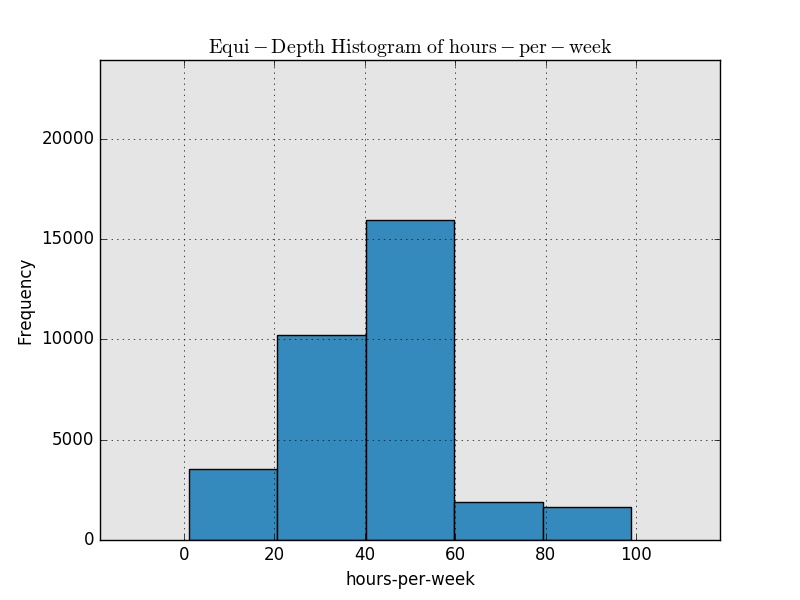 Equi − Depth Histogram of hours − per − week
20000
15000
10000
5000
0
Frequency
0 20 40 60 80 100
hours-per-week